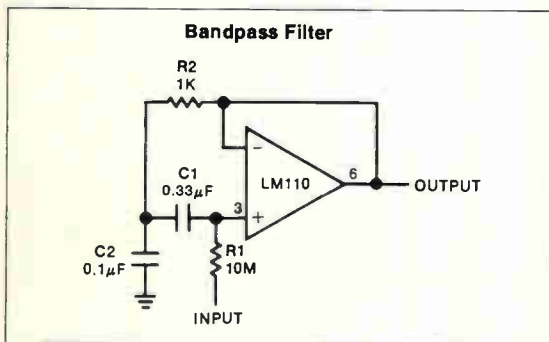 Bandpass Filter
R2
1K
C1
0.33µF
−
LM110
6
OUTPUT
3
+
C2
0.1µF
R1
10M
INPUT